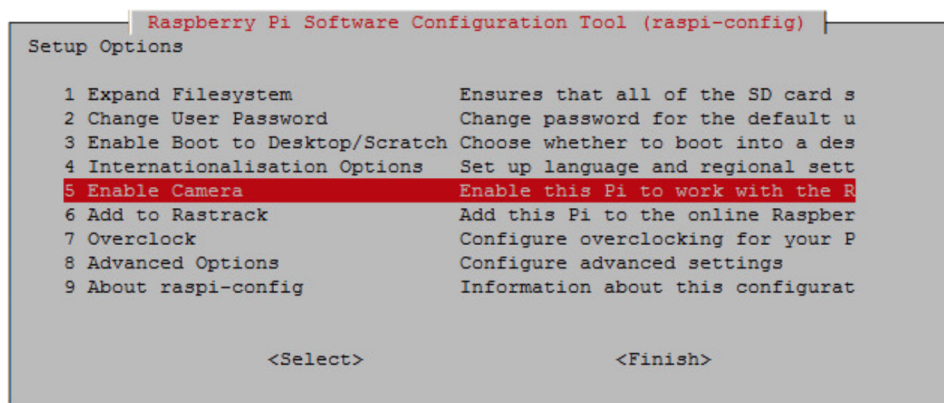 Raspberry Pi Software Configuration Tool (raspi-config)
Setup Options
1 Expand Filesystem Ensures that all of the SD card s
2 Change User Password Change password for the default u
3 Enable Boot to Desktop/Scratch Choose whether to boot into a des
4 Internationalisation Options Set up language and regional sett
5 Enable Camera Enable this Pi to work with the R
6 Add to Rastrack Add this Pi to the online Raspber
7 Overclock Configure overclocking for your P
8 Advanced Options Configure advanced settings
9 About raspi-config Information about this configurat
<Select> <Finish>